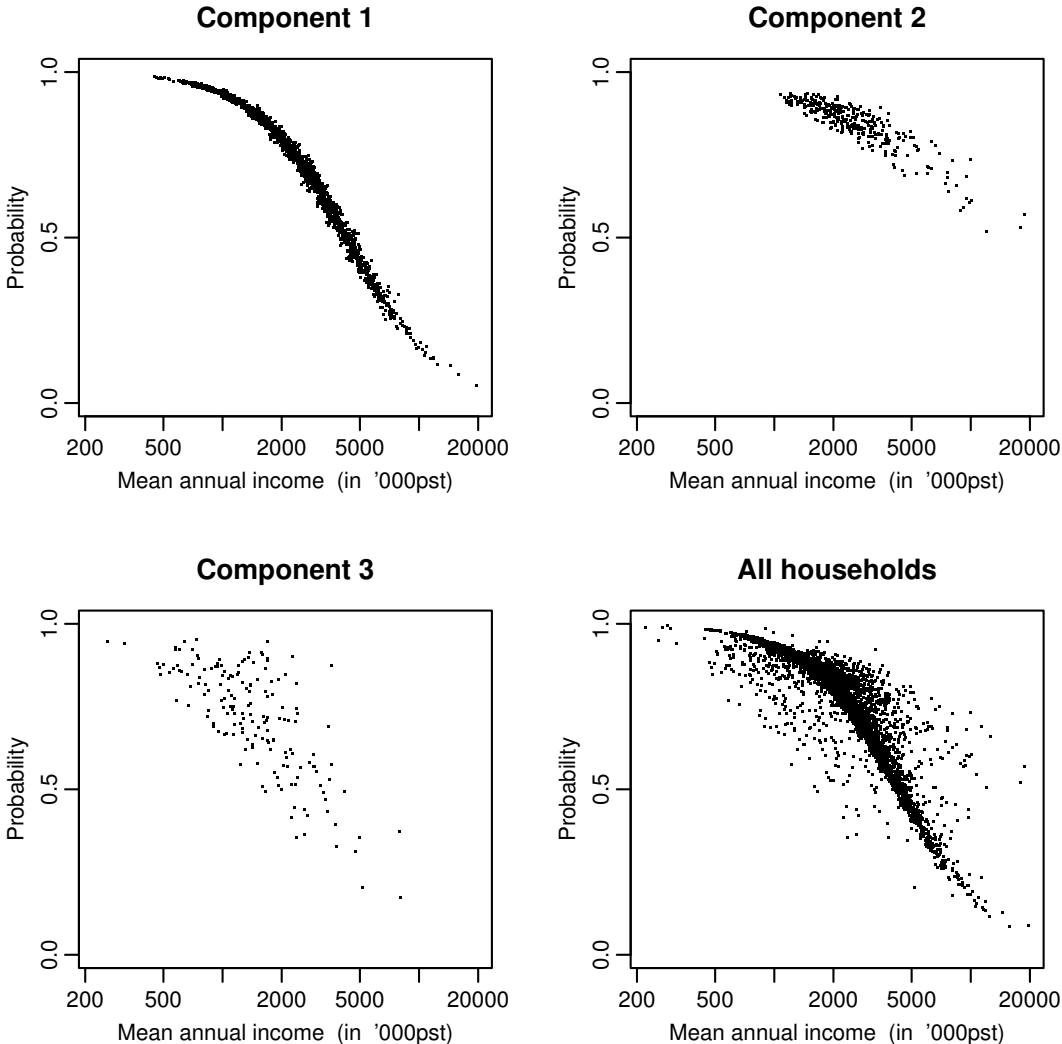 Component 1
Probability
0.0 0.5 1.0
200 500 2000 5000 20000
Mean annual income (in '000pst)
Component 2
Probability
0.0 0.5 1.0
200 500 2000 5000 20000
Mean annual income (in '000pst)
Component 3
Probability
0.0 0.5 1.0
200 500 2000 5000 20000
Mean annual income (in '000pst)
All households
Probability
0.0 0.5 1.0
200 500 2000 5000 20000
Mean annual income (in '000pst)